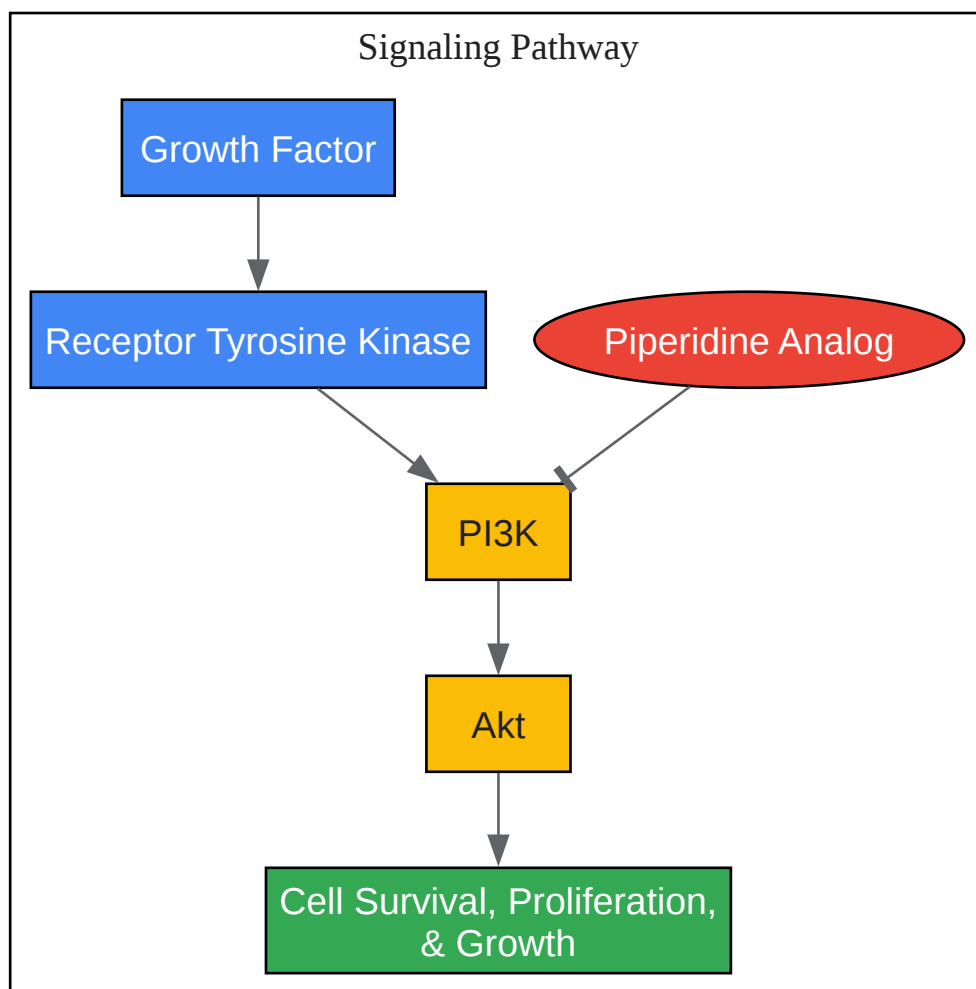 Signaling Pathway
Growth Factor
Receptor Tyrosine Kinase
Piperidine Analog
PI3K
Akt
Cell Survival, Proliferation,
& Growth